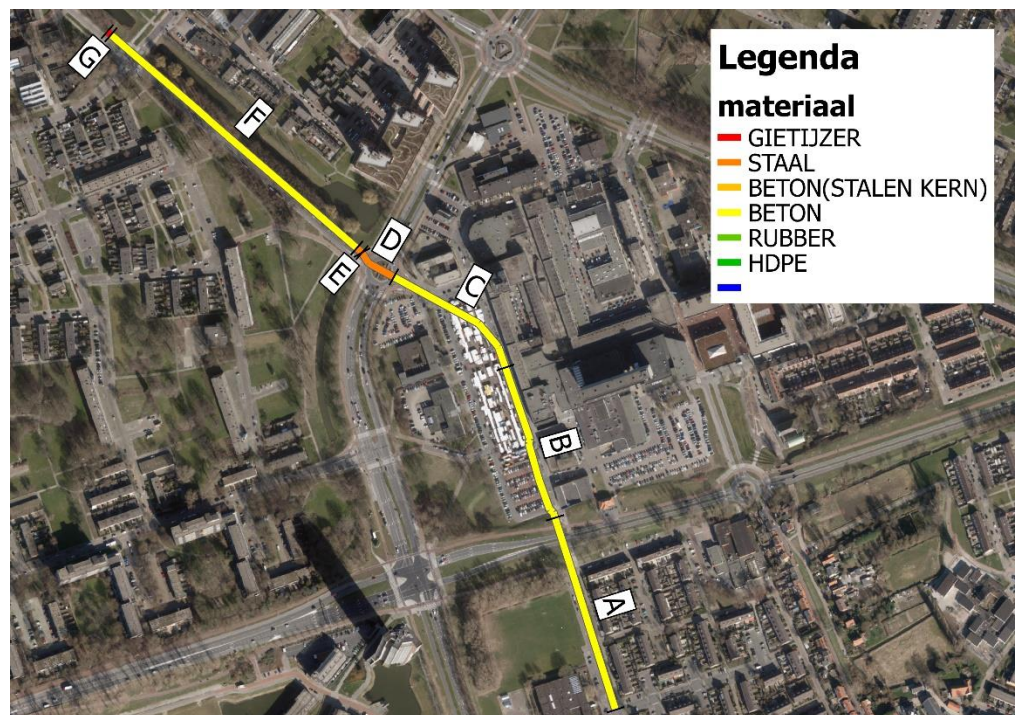 Legenda
materiaal
GIETIJZER
STAAL
BETON(STALEN KERN)
BETON
RUBBER
HDPE
G
F
D
E
C
B
A